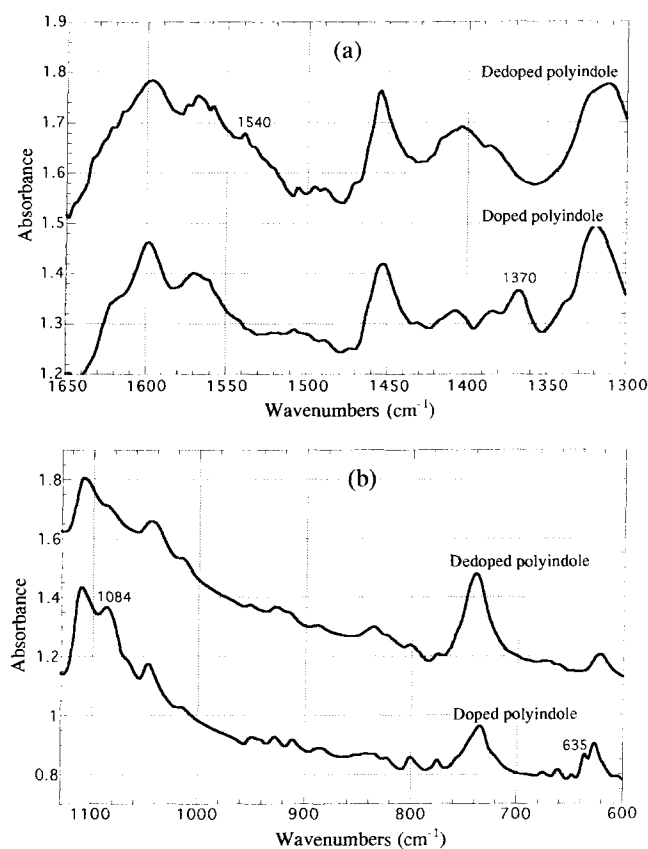 1.9
(a)
1.8
Dedoped polyindole
1.7
1540
1.6
Absorbance
1.5
Doped polyindole
1.4
1370
1.3
1.2
1650 1600 1550 1500 1450 1400 1350 1300
Wavenumbers (cm⁻¹)
(b)
1.8
1.6
Dedoped polyindole
1.4
1084
Absorbance
1.2
1
Doped polyindole
635
0.8
1100 1000 900 800 700 600
Wavenumbers (cm⁻¹)